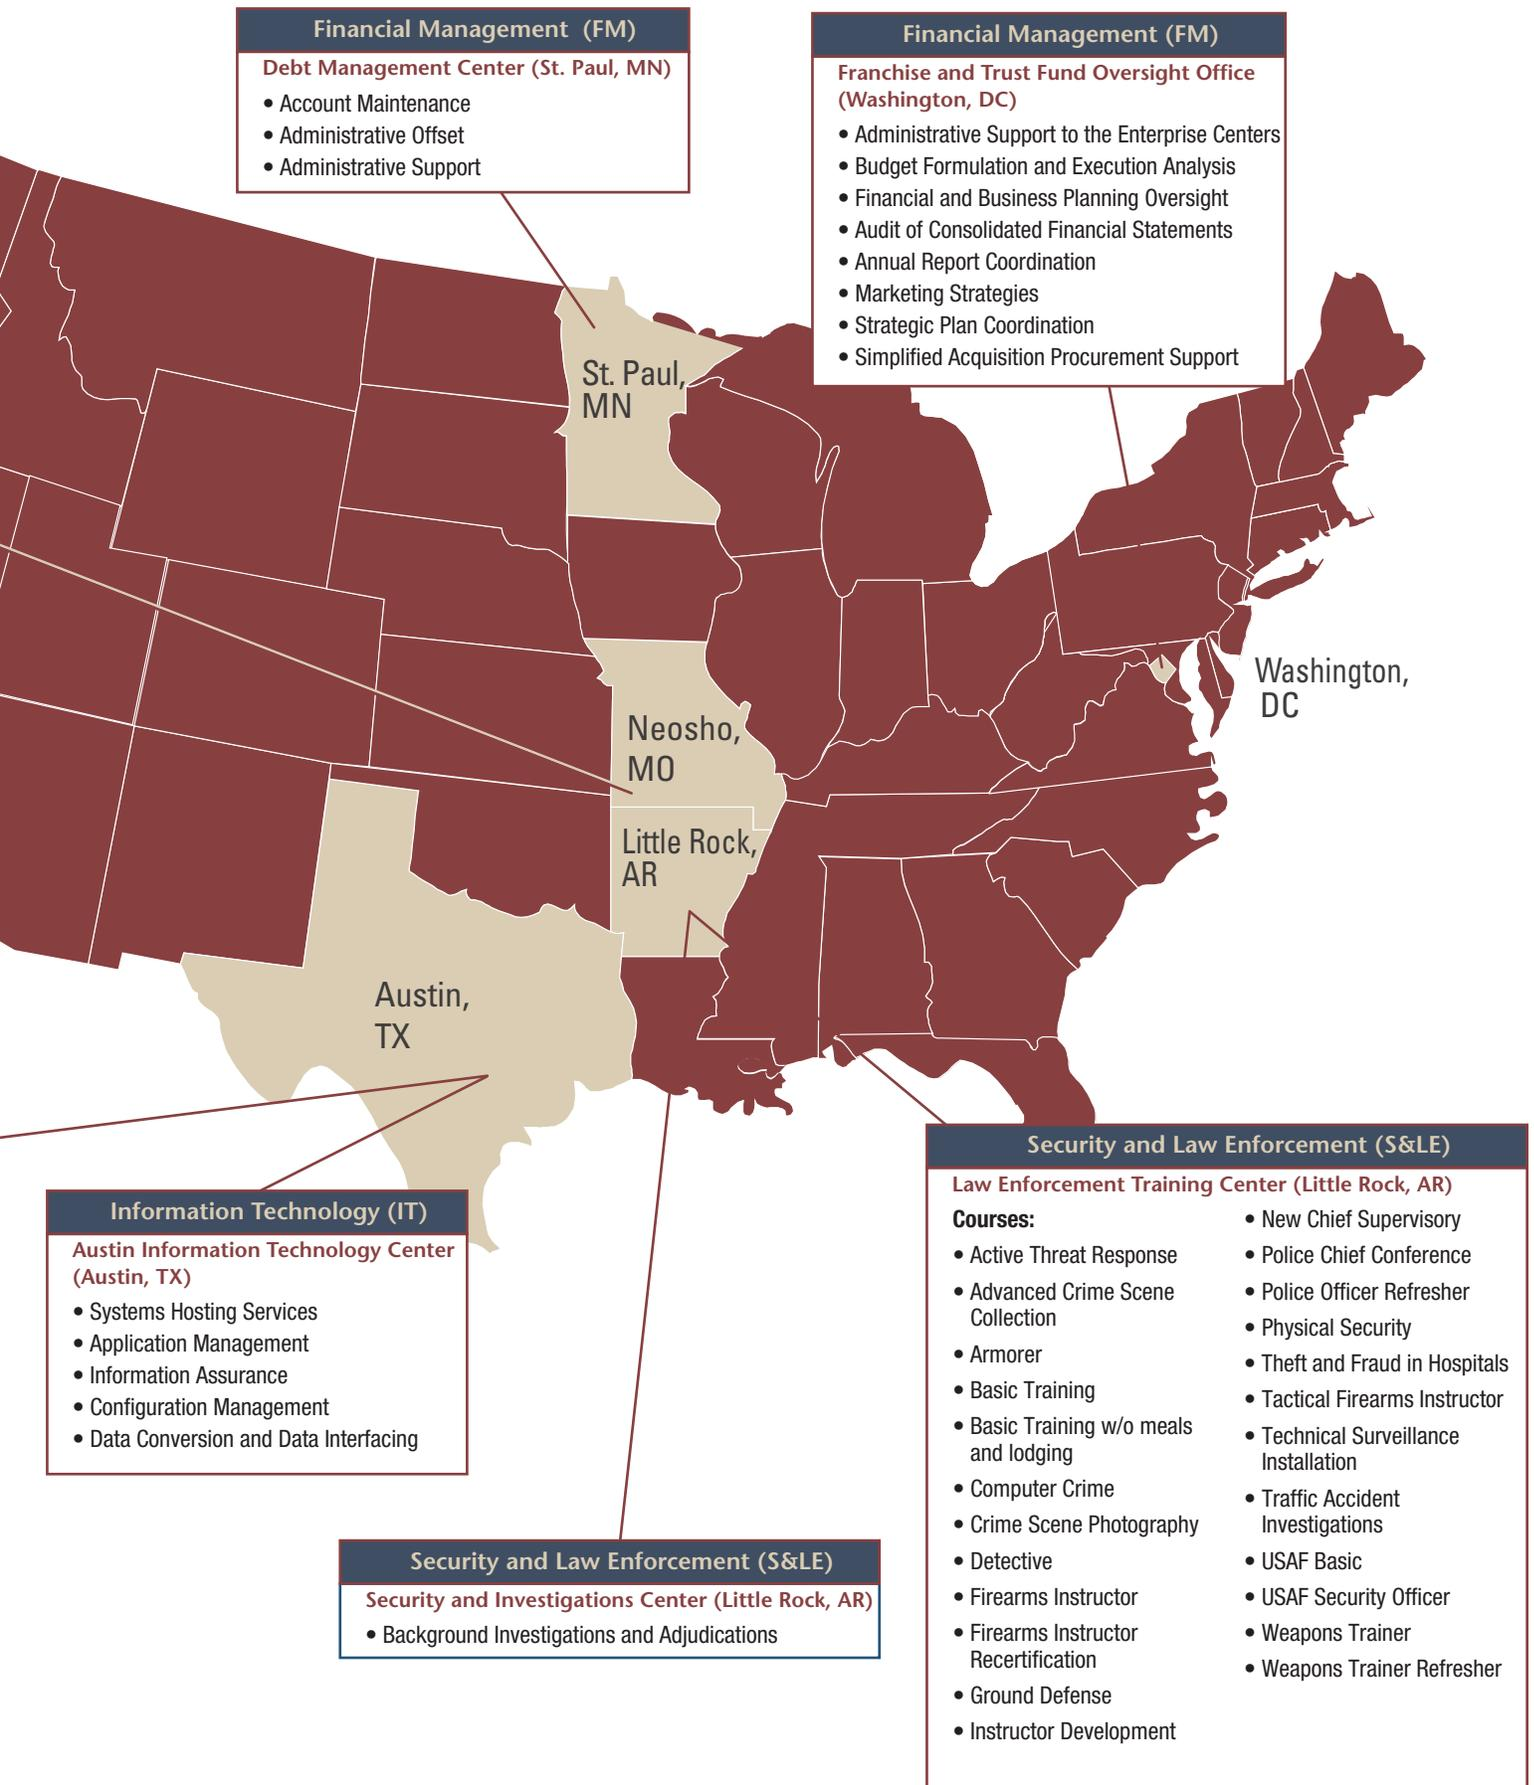 Financial Management (FM)
Debt Management Center (St. Paul, MN)
• Account Maintenance
• Administrative Offset
• Administrative Support
Financial Management (FM)
Franchise and Trust Fund Oversight Office
(Washington, DC)
• Administrative Support to the Enterprise Centers
• Budget Formulation and Execution Analysis
• Financial and Business Planning Oversight
• Audit of Consolidated Financial Statements
• Annual Report Coordination
• Marketing Strategies
• Strategic Plan Coordination
• Simplified Acquisition Procurement Support
St. Paul,
MN
Washington,
DC
Neosho,
MO
Little Rock,
AR
Austin,
TX
Information Technology (IT)
Austin Information Technology Center
(Austin, TX)
• Systems Hosting Services
• Application Management
• Information Assurance
• Configuration Management
• Data Conversion and Data Interfacing
Security and Law Enforcement (S&LE)
Security and Investigations Center (Little Rock, AR)
• Background Investigations and Adjudications
Security and Law Enforcement (S&LE)
Law Enforcement Training Center (Little Rock, AR)
Courses:
• Active Threat Response
• Advanced Crime Scene
Collection
• Armorer
• Basic Training
• Basic Training w/o meals
and lodging
• Computer Crime
• Crime Scene Photography
• Detective
• Firearms Instructor
• Firearms Instructor
Recertification
• Ground Defense
• Instructor Development
• New Chief Supervisory
• Police Chief Conference
• Police Officer Refresher
• Physical Security
• Theft and Fraud in Hospitals
• Tactical Firearms Instructor
• Technical Surveillance
Installation
• Traffic Accident
Investigations
• USAF Basic
• USAF Security Officer
• Weapons Trainer
• Weapons Trainer Refresher